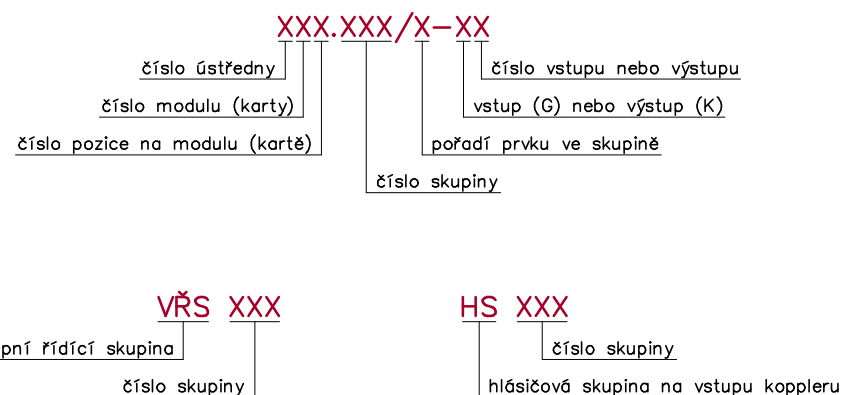 XXX.XXX/X-XX
číslo ústředny číslo vstupu nebo výstupu
číslo modulu (karty) vstup (G) nebo výstup (K)
číslo pozice na modulu (kartě) pořadí prvku ve skupině
číslo skupiny
VŘS XXX HS XXX
řídící skupina číslo skupiny
číslo skupiny hlásičová skupina na vstupu koppleru